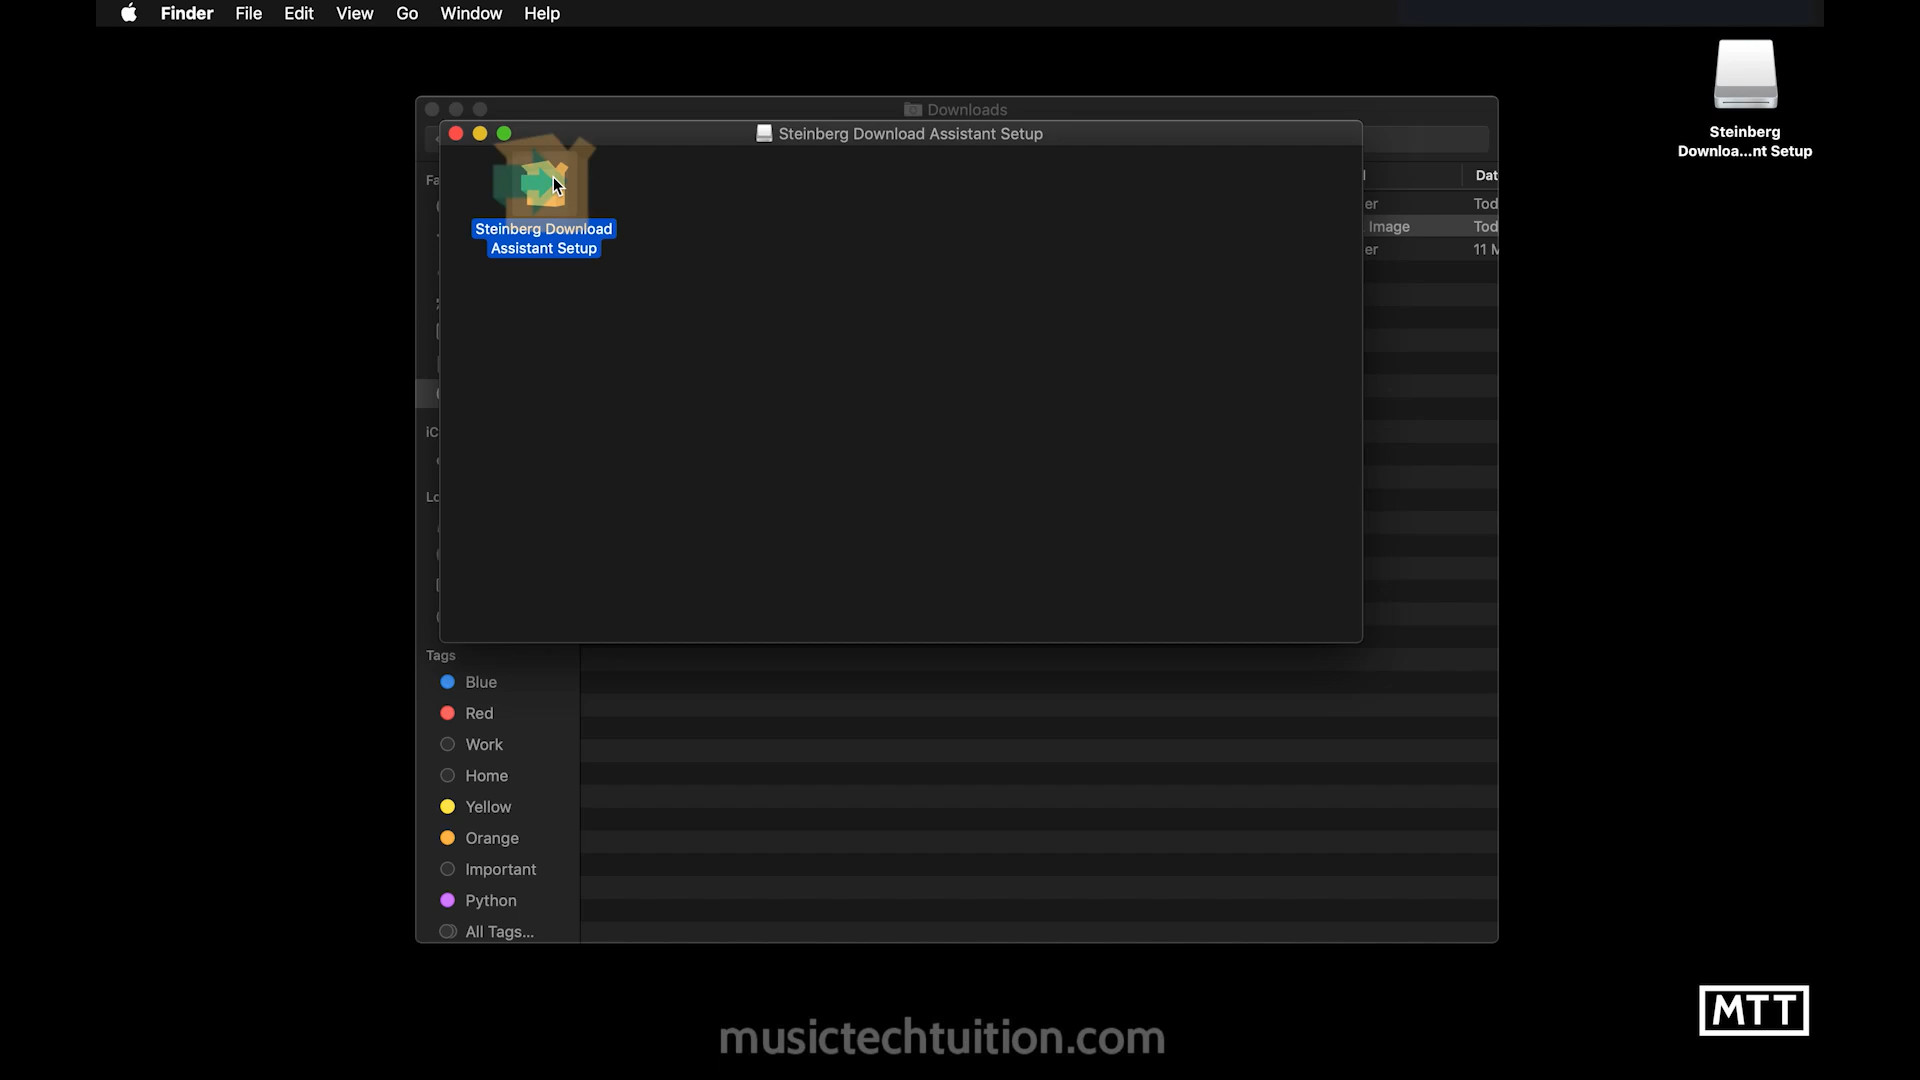 Finder File Edit View Go Window Help
Steinberg
Downloa...nt Setup
Downloads
Steinberg Download Assistant Setup
Steinberg Download
Assistant Setup
Fa
iC
Lo
Dat
er Tod
Image Tod
er 11 M
Tags
Blue
Red
Work
Home
Yellow
Orange
Important
Python
All Tags...
MTT
musictechtuition.com